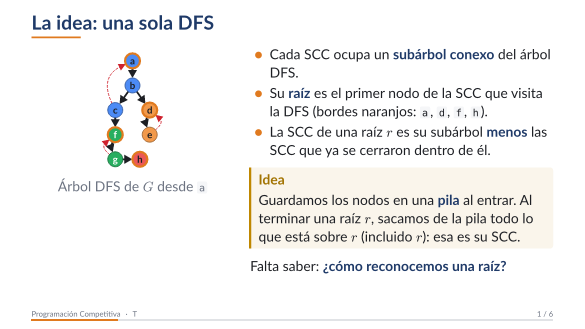 La idea: una sola DFS
a
b
c
d
f
e
g
h
Árbol DFS de G desde a
Cada SCC ocupa un subárbol conexo del árbol
DFS.
Su raíz es el primer nodo de la SCC que visita
la DFS (bordes naranjos: a, d, f, h).
La SCC de una raíz r es su subárbol menos las
SCC que ya se cerraron dentro de él.
Idea
Guardamos los nodos en una pila al entrar. Al
terminar una raíz r, sacamos de la pila todo lo
que está sobre r (incluido r): esa es su SCC.
Falta saber: ¿cómo reconocemos una raíz?
Programación Competitiva · T
1 / 6